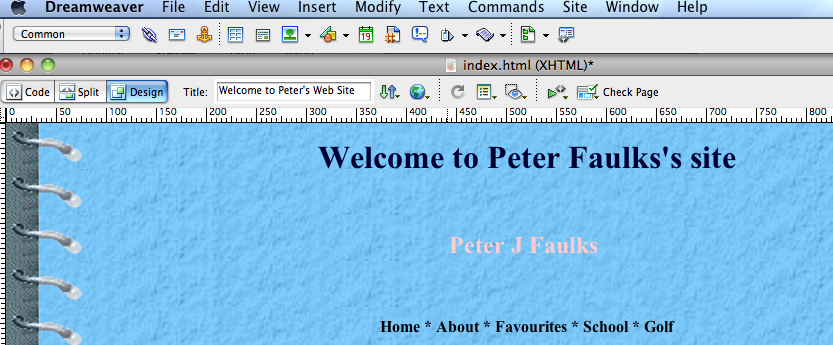 Dreamweaver File Edit View Insert Modify Text Commands Site Window Help
Common
19
index.html (XHTML)*
Code Split Design Title: Welcome to Peter's Web Site Check Page
0 50 100 150 200 250 300 350 400 450 500 550 600 650 700 750 800
Welcome to Peter Faulks's site
Peter J Faulks
Home * About * Favourites * School * Golf